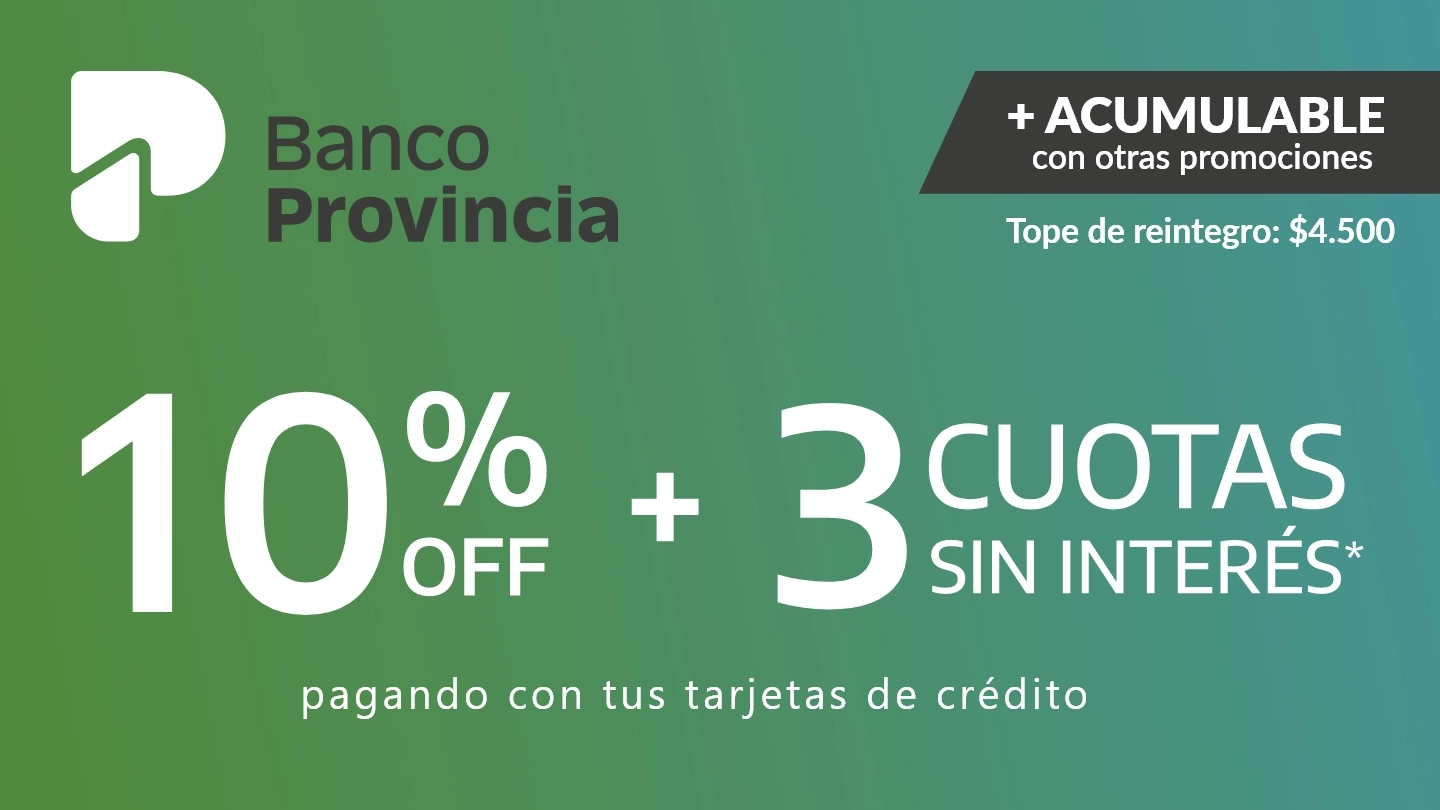 Banco
Provincia
+ ACUMULABLE
con otras promociones
Tope de reintegro: $4.500
10% OFF
+
3 CUOTAS
SIN INTERÉS*
pagando con tus tarjetas de crédito